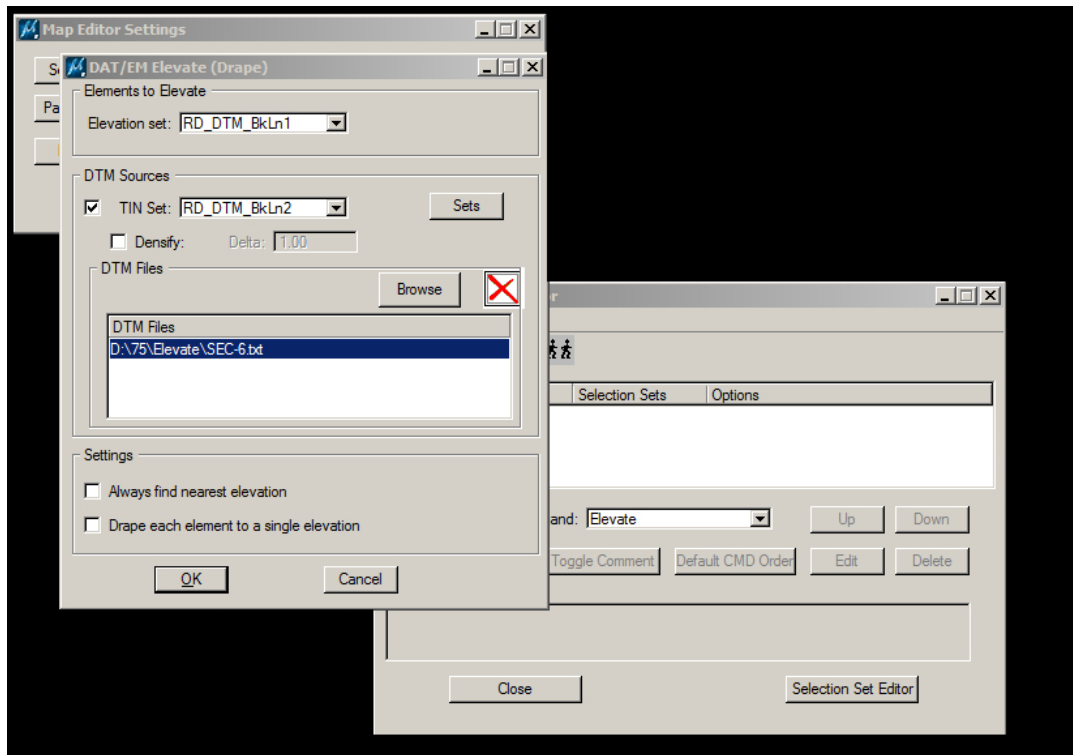 Map Editor Settings
DAT/EM Elevate (Drape)
Elements to Elevate
Elevation set: RD_DTM_BkLn1
DTM Sources
TIN Set: RD_DTM_BkLn2
Sets
Densify: Delta: 1.00
DTM Files
Browse
DTM Files
D:\75\Elevate\SEC-6.txt
Settings
Always find nearest elevation
Drape each element to a single elevation
OK Cancel
Selection Sets Options
Elevate Up Down
Toggle Comment Default CMD Order Edit Delete
Close Selection Set Editor